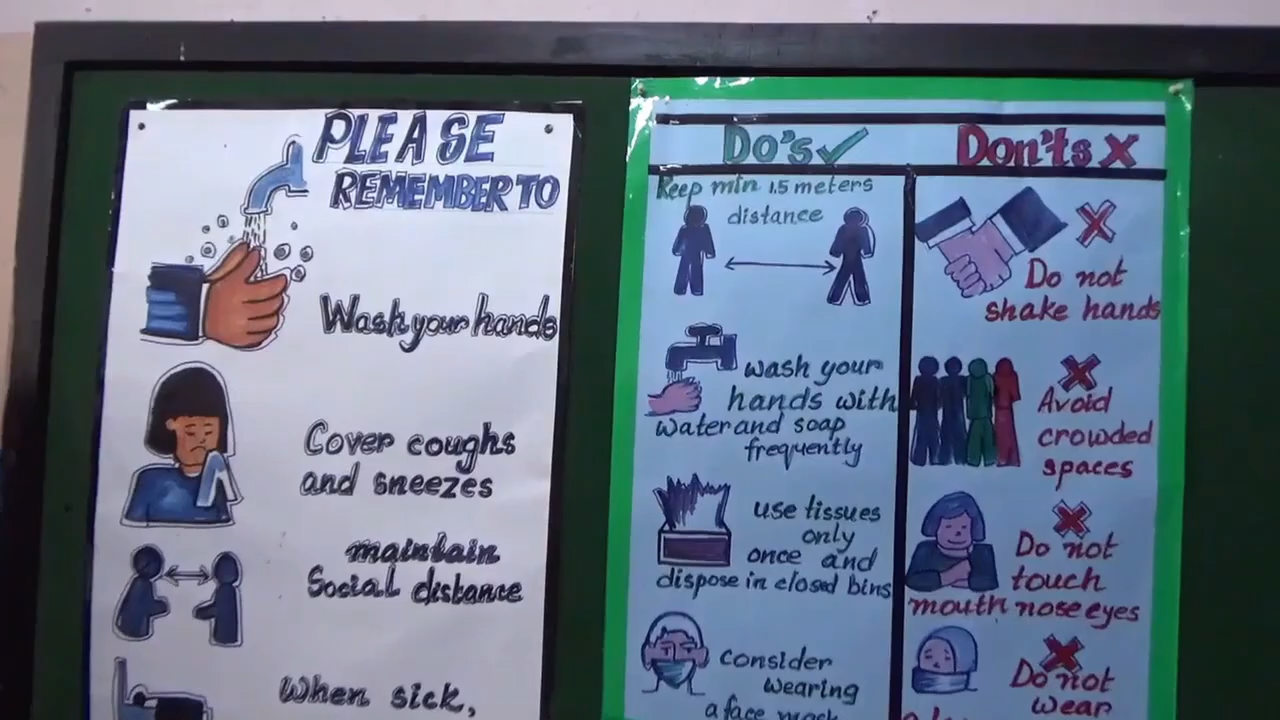 PLEASE
REMEMBER TO
Wash your hands
Cover coughs
and sneezes
maintain
Social distance
When sick,
Do's
Keep min 1.5 meters
distance
wash your
hands with
water and soap
frequently
use tissues
only
once and
dispose in closed bins
consider
wearing
a face mask
Don'ts
Do not
shake hands
Avoid
crowded
spaces
Do not
touch
mouth nose eyes
Do not
wear